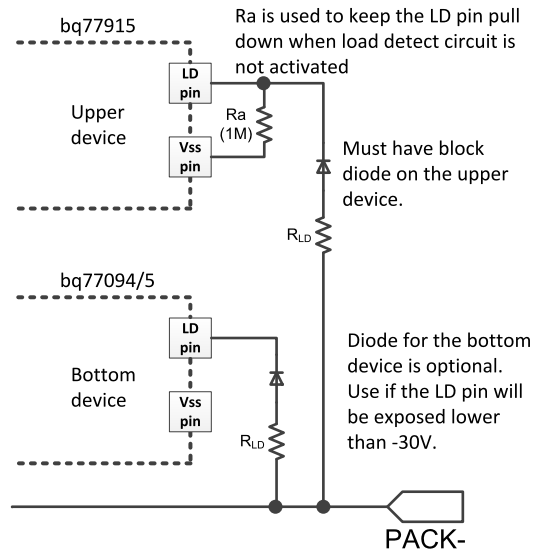 bq77915
Ra is used to keep the LD pin pull
down when load detect circuit is
not activated
LD
pin
Upper
device
Ra
(1M)
Vss
pin
Must have block
diode on the upper
device.
RLD
bq77094/5
LD
pin
Bottom
device
Vss
pin
RLD
Diode for the bottom
device is optional.
Use if the LD pin will
be exposed lower
than -30V.
PACK-